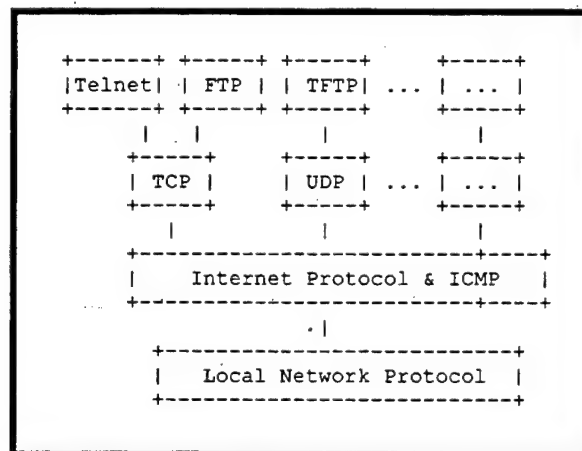 +-------+ +-----+ +-----+     +-----+
|Telnet| | FTP | | TFTP| ... | ... |
+-------+ +-----+ +-----+     +-----+
| | | |
+-----+ +-----+     +-----+
| TCP | | UDP | ... | ... |
+-----+ +-----+     +-----+
| | |
+--------------------------+----+
| Internet Protocol & ICMP |
+--------------------------+----+
|
+---------------------------+
| Local Network Protocol |
+---------------------------+